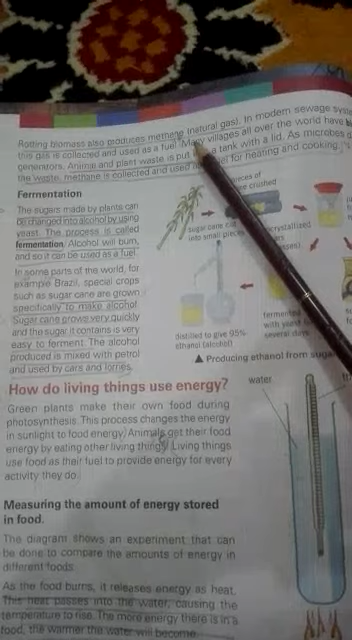 Rotting biomass also produces methane (natural gas). In modern sewage
this gas is collected and used as a fuel. Many villages all over the world have
generators. Animal and plant waste is put a tank with a lid. As microbes
the waste, methane is collected and used for heating and cooking.
Fermentation
The sugars made by plants can
be changed into alcohol by using
yeast. The process is called
fermentation. Alcohol will burn,
and so it can be used as a fuel.
In some parts of the world, for
example Brazil, special crops
such as sugar cane are grown
specifically to make alcohol.
Sugar cane grows very quickly
and the sugar it contains is very
easy to ferment. The alcohol
produced is mixed with petrol
and used by cars and lorries.
pieces of
crushed
sugar cane cut
into small pieces
crystallized
distilled to give 95%
ethanol (alcohol)
fermented
with yeast
several days
▲ Producing ethanol from sugar
How do living things use energy?
Green plants make their own food during
photosynthesis. This process changes the energy
in sunlight to food energy. Animals get their food
energy by eating other living things. Living things
use food as their fuel to provide energy for every
activity they do.
water
Measuring the amount of energy stored
in food.
The diagram shows an experiment that can
be done to compare the amounts of energy in
different foods.
As the food burns, it releases energy as heat.
This heat passes into the water, causing the
temperature to rise. The more energy there is in a
food, the warmer the water will become.